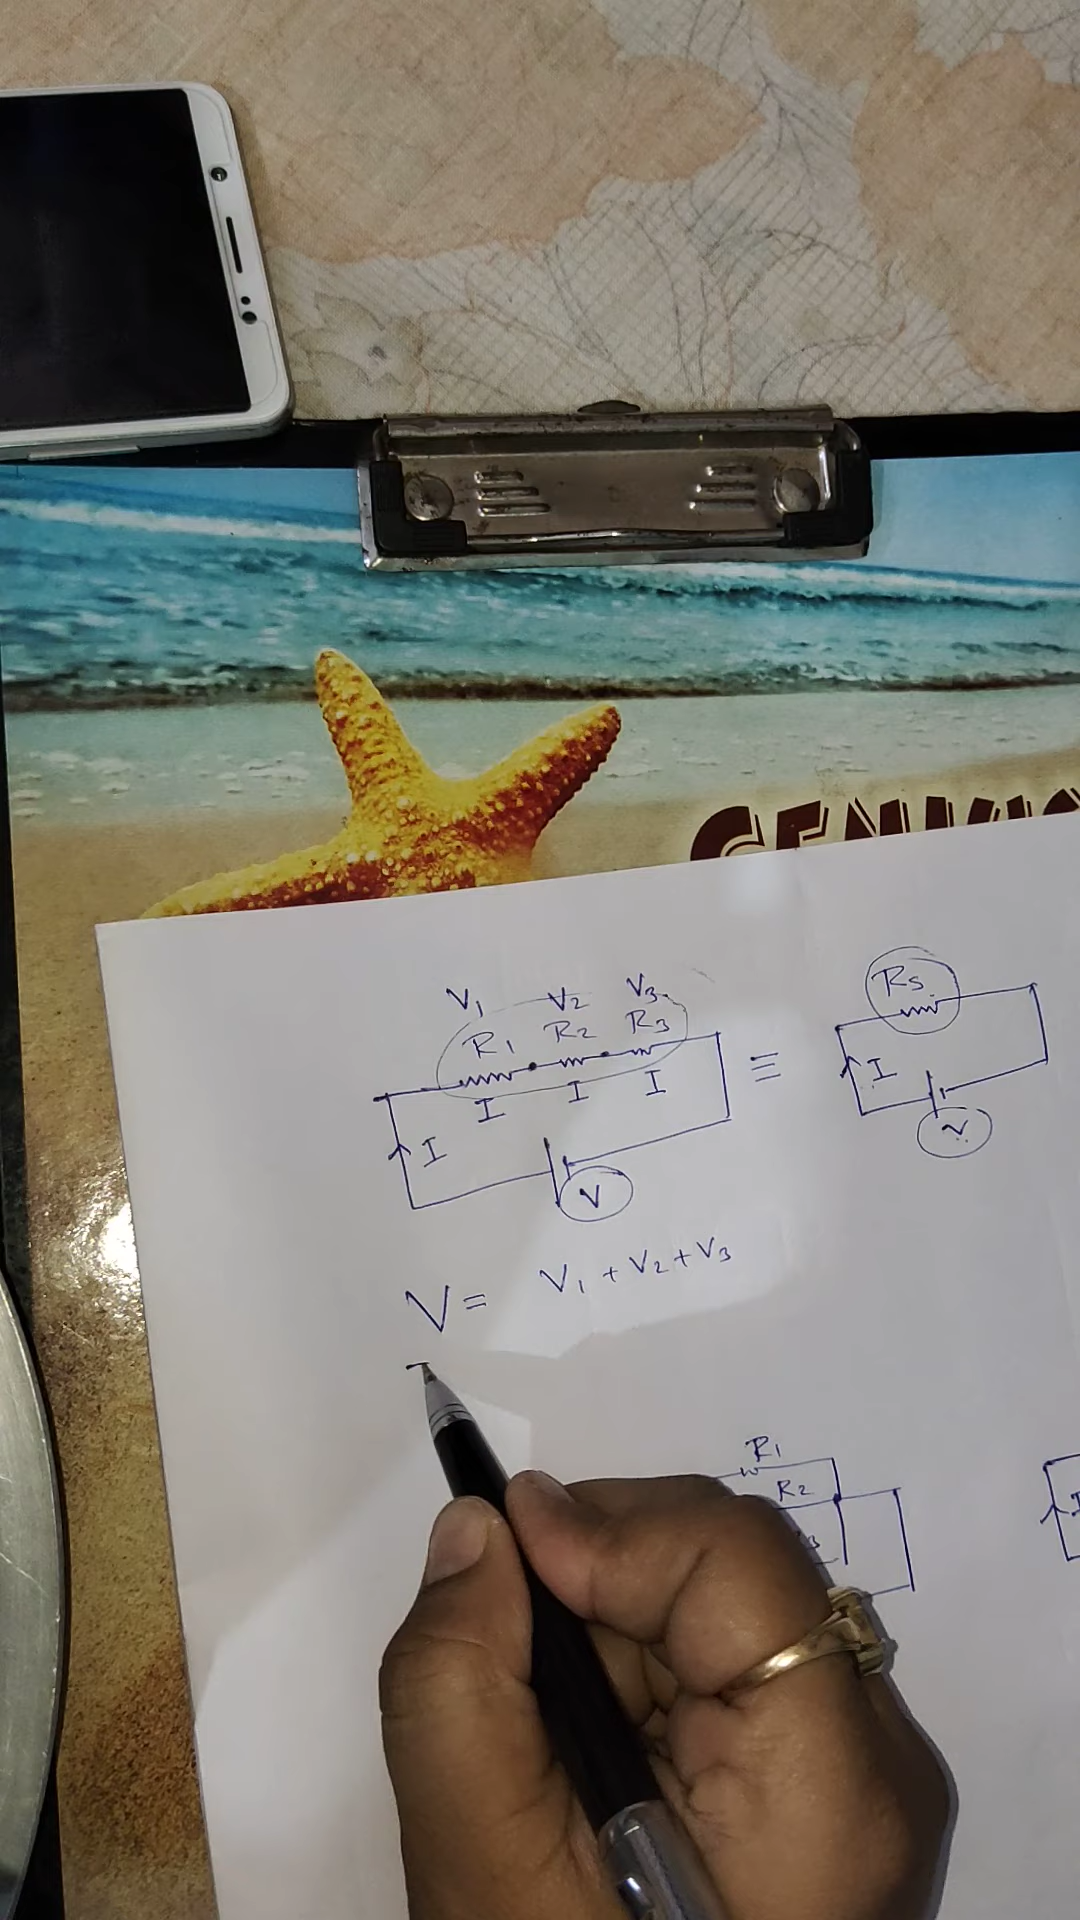 V₁ V₂ V₃
R₁ R₂ R₃
I I I
I
V
≡
Rs
I
V
V = V₁ + V₂ + V₃
R₁
R₂
I